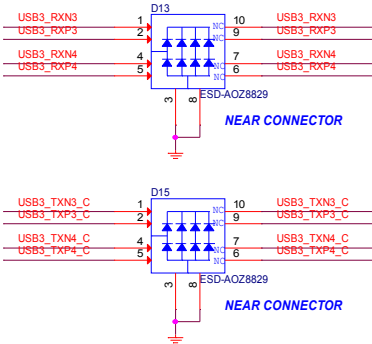 D13
USB3_RXN3 1 NC 10 USB3_RXN3
USB3_RXP3 2 NC 9 USB3_RXP3
USB3_RXN4 4 NC 7 USB3_RXN4
USB3_RXP4 5 NC 6 USB3_RXP4
3 8 ESD-AOZ8829
NEAR CONNECTOR
D15
USB3_TXN3_C 1 NC 10 USB3_TXN3_C
USB3_TXP3_C 2 NC 9 USB3_TXP3_C
USB3_TXN4_C 4 NC 7 USB3_TXN4_C
USB3_TXP4_C 5 NC 6 USB3_TXP4_C
3 8 ESD-AOZ8829
NEAR CONNECTOR